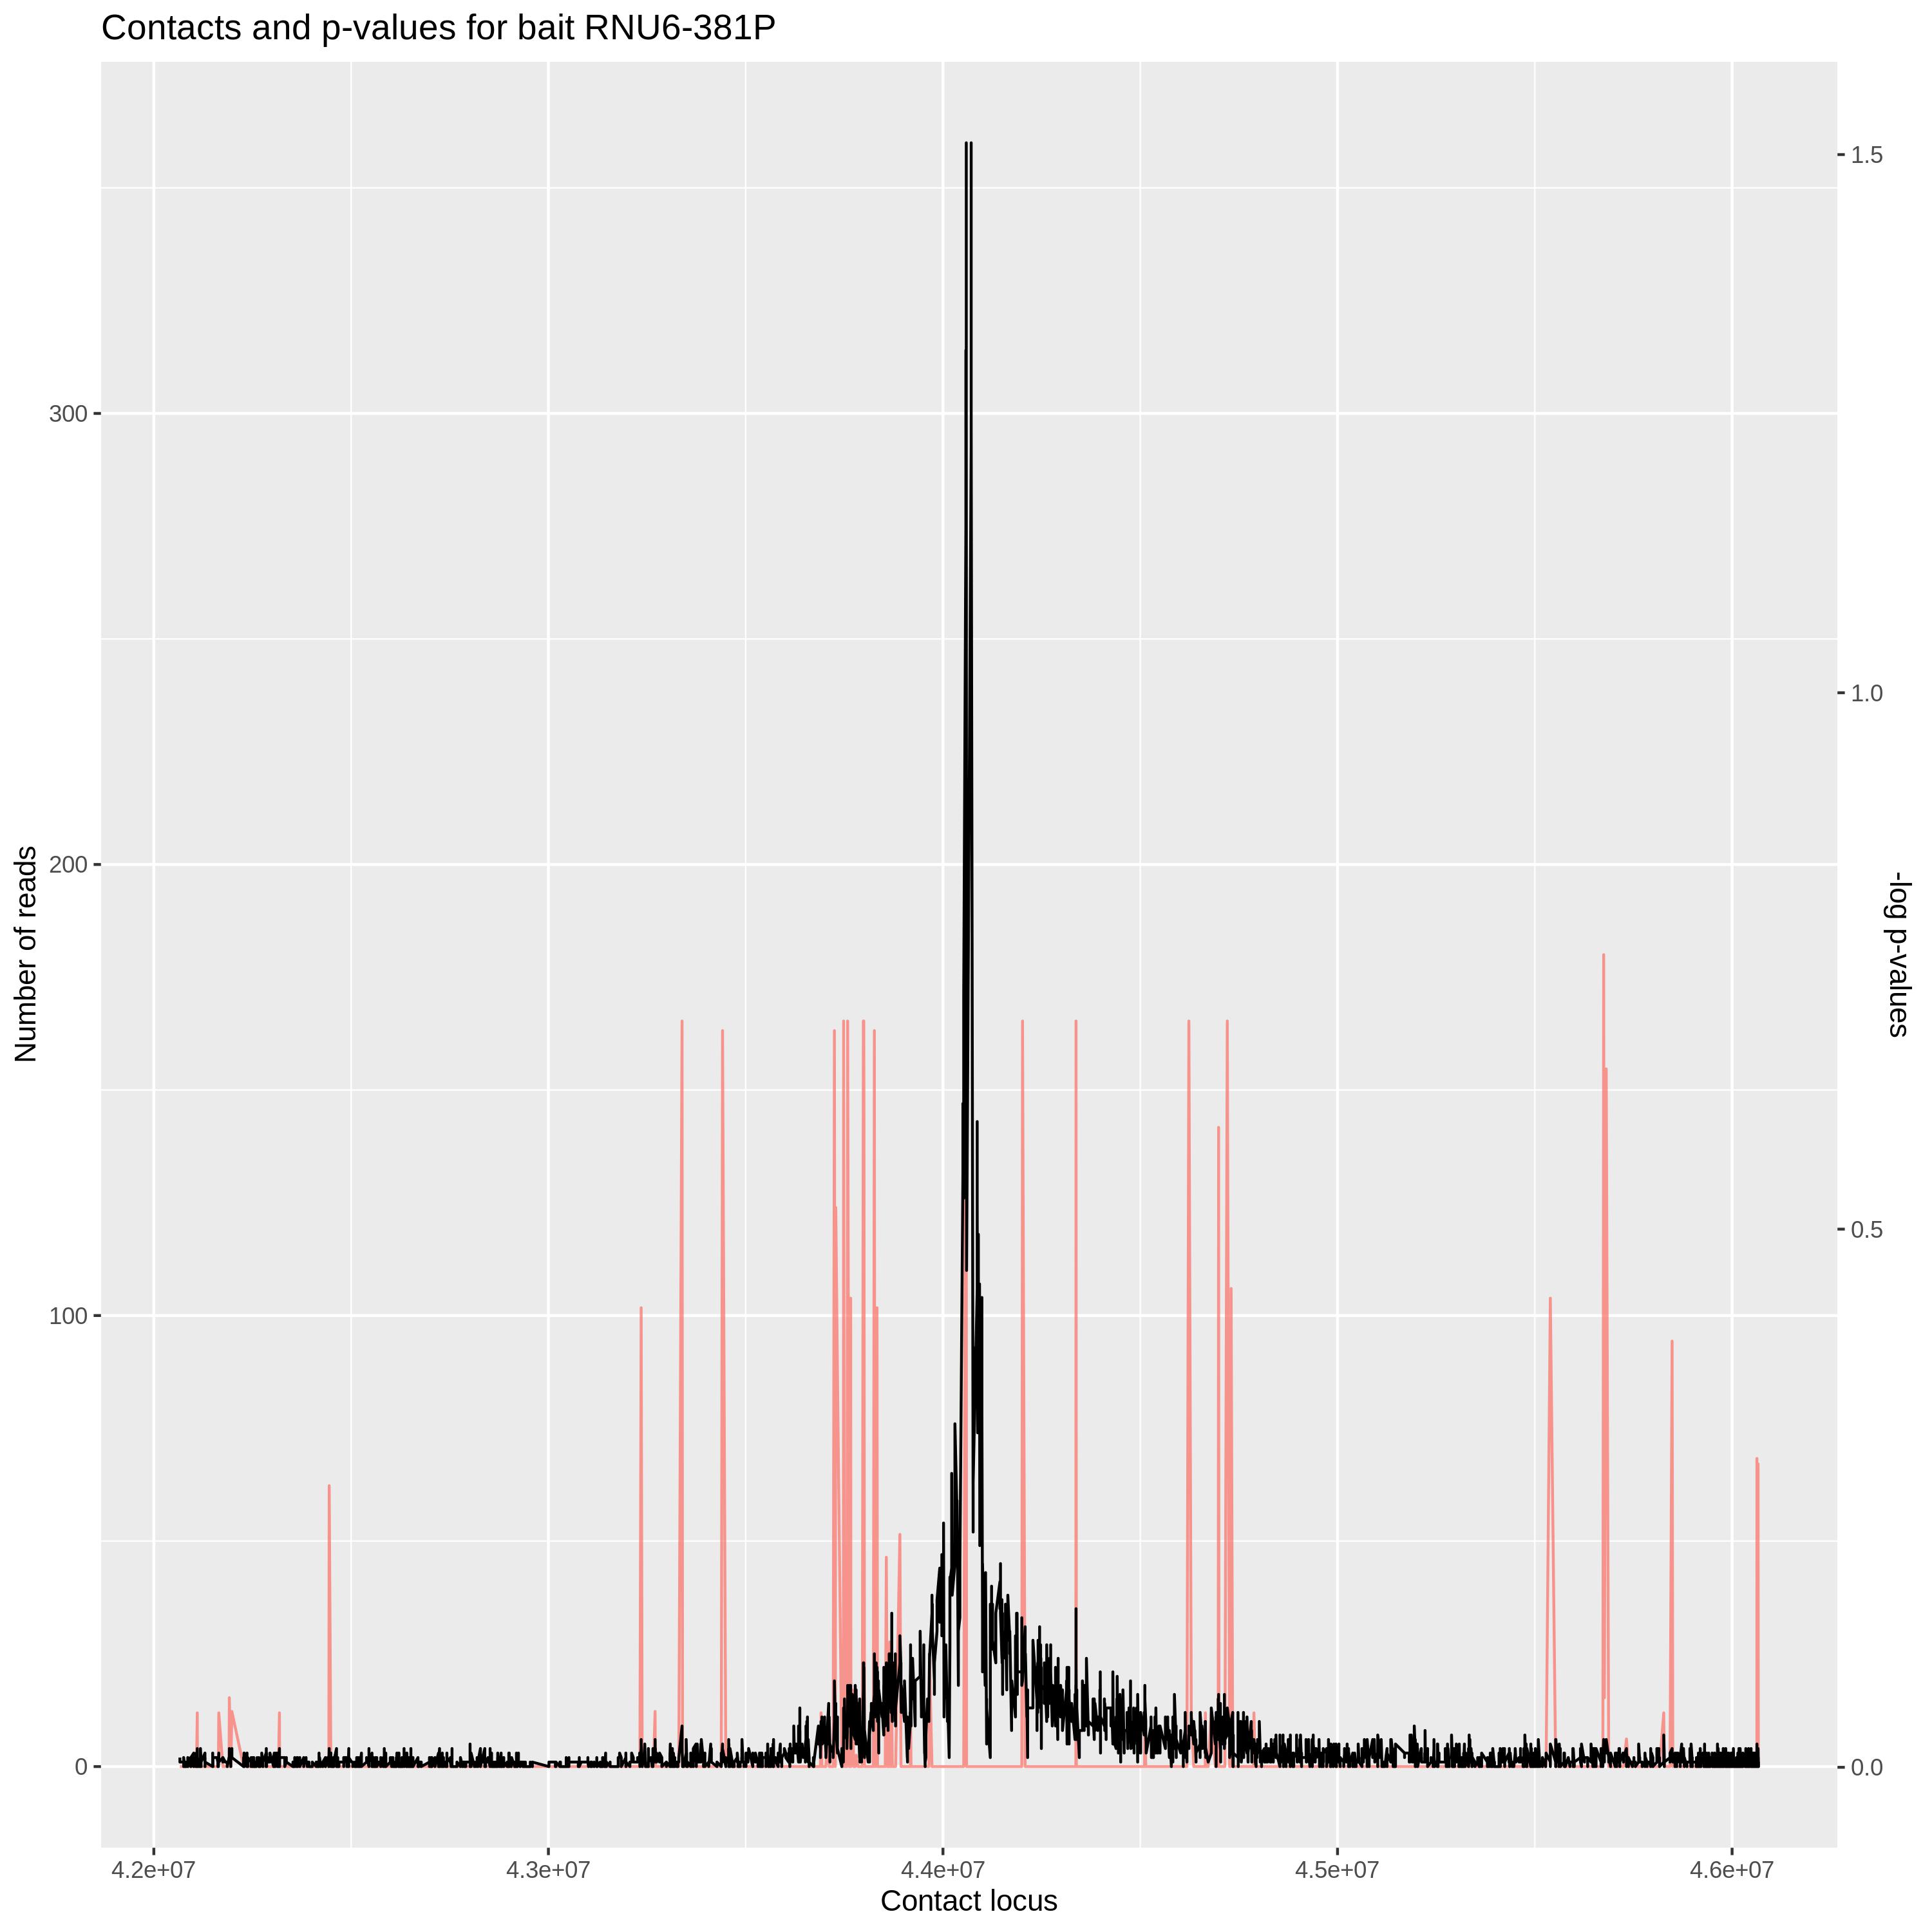 Contacts and p-values for bait RNU6-381P
Number of reads
300
200
100
0
1.5
1.0
0.5
0.0
-log p-values
4.2e+07
4.3e+07
4.4e+07
4.5e+07
4.6e+07
Contact locus